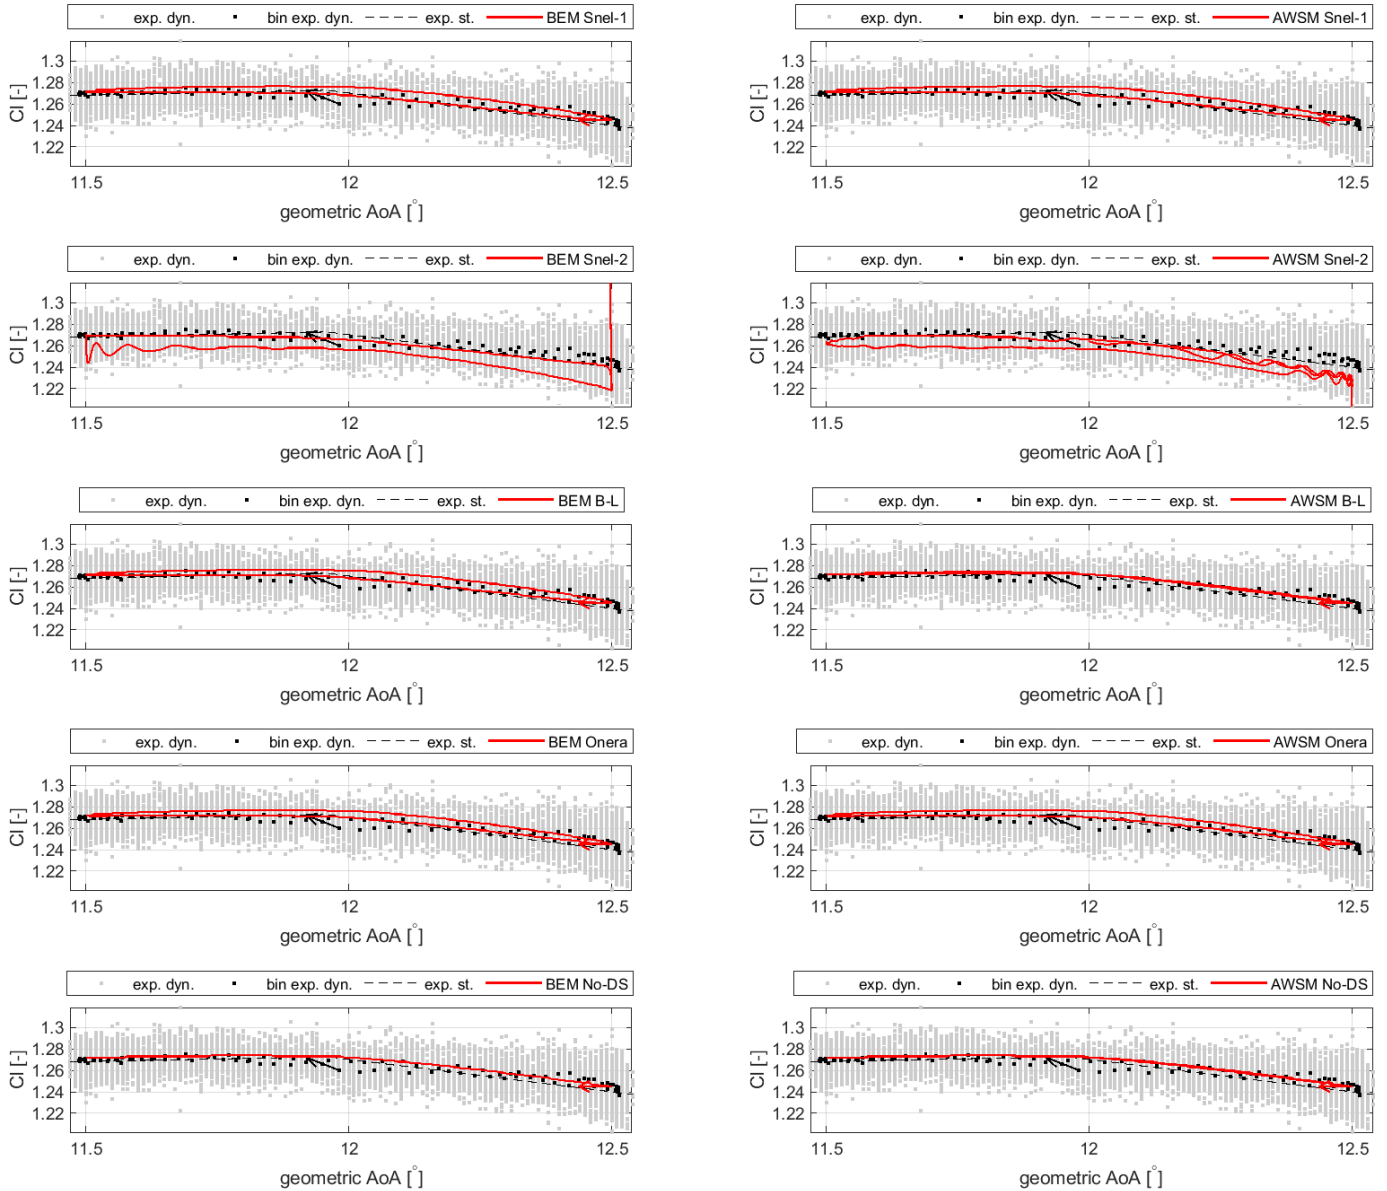 exp. dyn. bin exp. dyn. exp. st. BEM Snel-1
Cl [-]
1.3
1.28
1.26
1.24
1.22
11.5 12 12.5
geometric AoA [°]
exp. dyn. bin exp. dyn. exp. st. AWSM Snel-1
Cl [-]
1.3
1.28
1.26
1.24
1.22
11.5 12 12.5
geometric AoA [°]
exp. dyn. bin exp. dyn. exp. st. BEM Snel-2
Cl [-]
1.3
1.28
1.26
1.24
1.22
11.5 12 12.5
geometric AoA [°]
exp. dyn. bin exp. dyn. exp. st. AWSM Snel-2
Cl [-]
1.3
1.28
1.26
1.24
1.22
11.5 12 12.5
geometric AoA [°]
exp. dyn. bin exp. dyn. exp. st. BEM B-L
Cl [-]
1.3
1.28
1.26
1.24
1.22
11.5 12 12.5
geometric AoA [°]
exp. dyn. bin exp. dyn. exp. st. AWSM B-L
Cl [-]
1.3
1.28
1.26
1.24
1.22
11.5 12 12.5
geometric AoA [°]
exp. dyn. bin exp. dyn. exp. st. BEM Onera
Cl [-]
1.3
1.28
1.26
1.24
1.22
11.5 12 12.5
geometric AoA [°]
exp. dyn. bin exp. dyn. exp. st. AWSM Onera
Cl [-]
1.3
1.28
1.26
1.24
1.22
11.5 12 12.5
geometric AoA [°]
exp. dyn. bin exp. dyn. exp. st. BEM No-DS
Cl [-]
1.3
1.28
1.26
1.24
1.22
11.5 12 12.5
geometric AoA [°]
exp. dyn. bin exp. dyn. exp. st. AWSM No-DS
Cl [-]
1.3
1.28
1.26
1.24
1.22
11.5 12 12.5
geometric AoA [°]